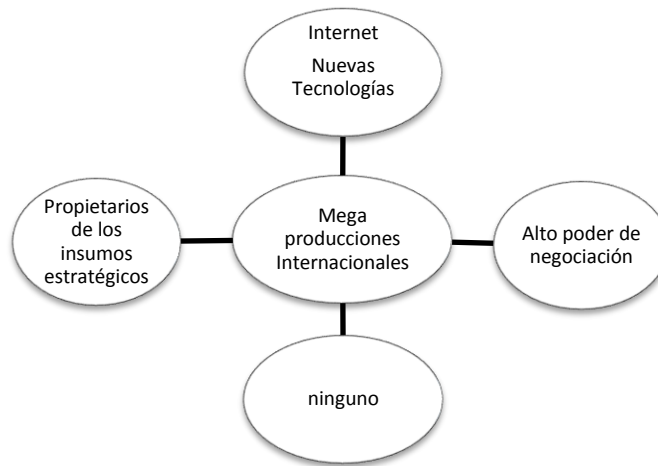 Internet
Nuevas
Tecnologías
Propietarios
de los
insumos
estratégicos
Mega
producciones
Internacionales
Alto poder de
negociación
ninguno